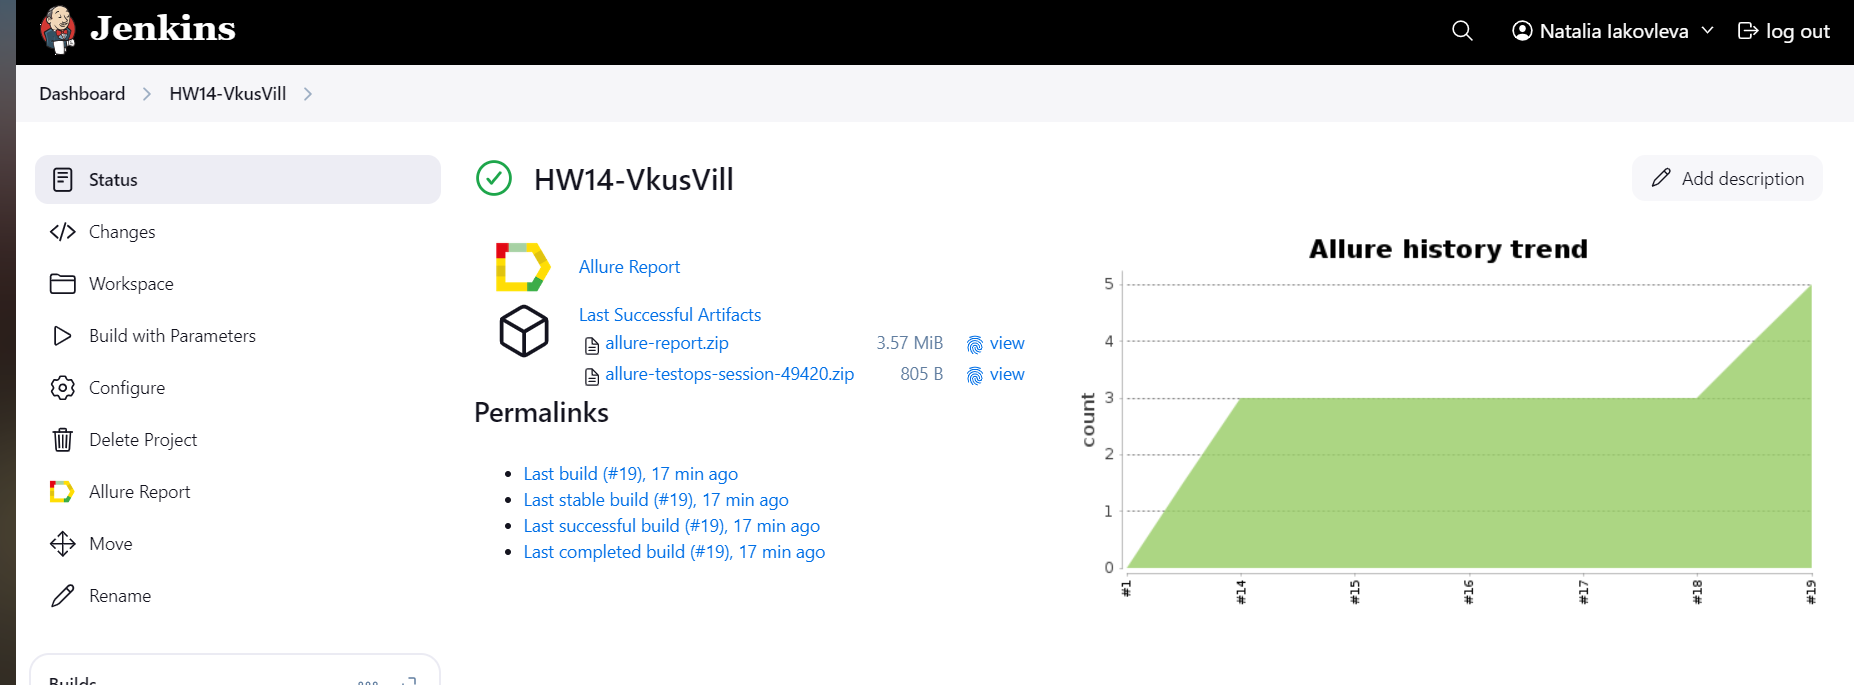 Jenkins
Natalia Iakovleva
log out
Dashboard
HW14-VkusVill
Status
Changes
Workspace
Build with Parameters
Configure
Delete Project
Allure Report
Move
Rename
Builds
HW14-VkusVill
Add description
Allure Report
Last Successful Artifacts
allure-report.zip 3.57 MiB view
allure-testops-session-49420.zip 805 B view
Permalinks
Last build (#19), 17 min ago
Last stable build (#19), 17 min ago
Last successful build (#19), 17 min ago
Last completed build (#19), 17 min ago
Allure history trend
count
5
4
3
2
1
0
#1
#14
#15
#16
#17
#18
#19